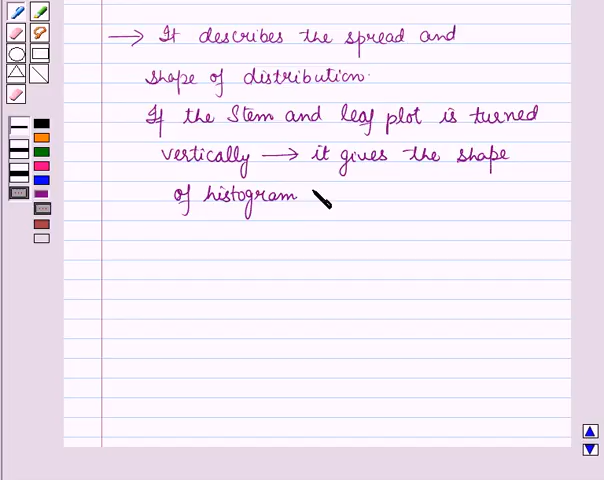 → It describes the spread and
shape of distribution.
If the Stem and leaf plot is turned
vertically → it gives the shape
of histogram